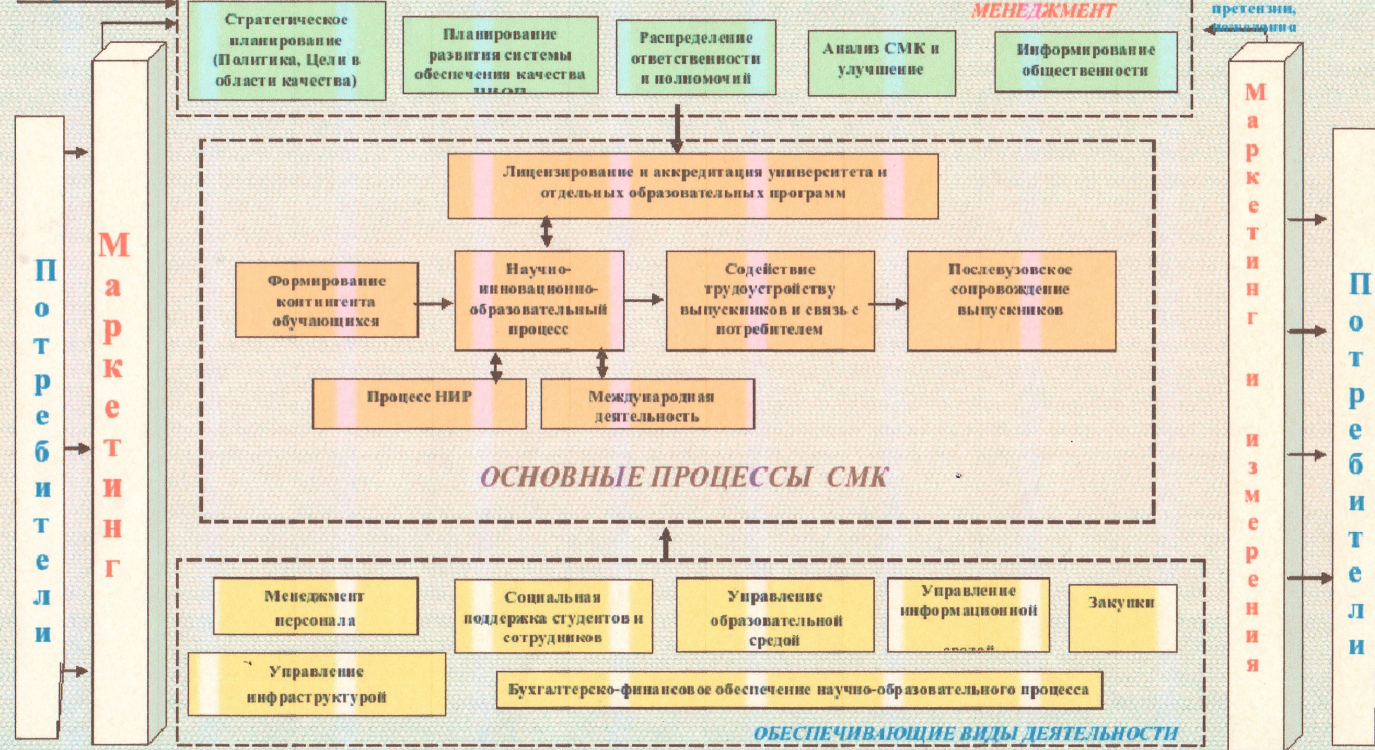 МЕНЕДЖМЕНТ
претензии,
Стратегическое
планирование
(Политика, Цели в
области качества)
Планирование
развития системы
обеспечения качества
Распределение
ответственности
и полномочий
Анализ СМК и
улучшение
Информирование
общественности
Лицензирование и аккредитация университета и
отдельных образовательных программ
Формирование
контингента
обучающихся
Научно-
инновационно-
образовательный
процесс
Содействие
трудоустройству
выпускников и связь с
потребителем
Послевузовское
сопровождение
выпускников
Процесс НИР
Международная
деятельность
ОСНОВНЫЕ ПРОЦЕССЫ СМК
Менеджмент
персонала
Социальная
поддержка студентов и
сотрудников
Управление
образовательной
средой
Управление
информационной
средой
Закупки
Управление
инфраструктурой
Бухгалтерско-финансовое обеспечение научно-образовательного процесса
ОБЕСПЕЧИВАЮЩИЕ ВИДЫ ДЕЯТЕЛЬНОСТИ
Потребители
Маркетинг
Маркетинг и измерения
Потребители